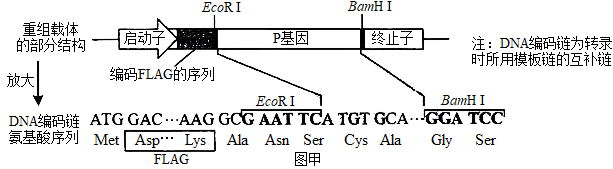 EcoR I BamH I
重组载体的部分结构
启动子 P基因 终止子
编码FLAG的序列
注：DNA编码链为转录时所用模板链的互补链
放大
EcoR I BamH I
DNA编码链 ATG GAC…AAG GCG AAT TCA TGT GCA…GGA TCC
氨基酸序列 Met Asp… Lys Ala Asn Ser Cys Ala Gly Ser
FLAG
图甲